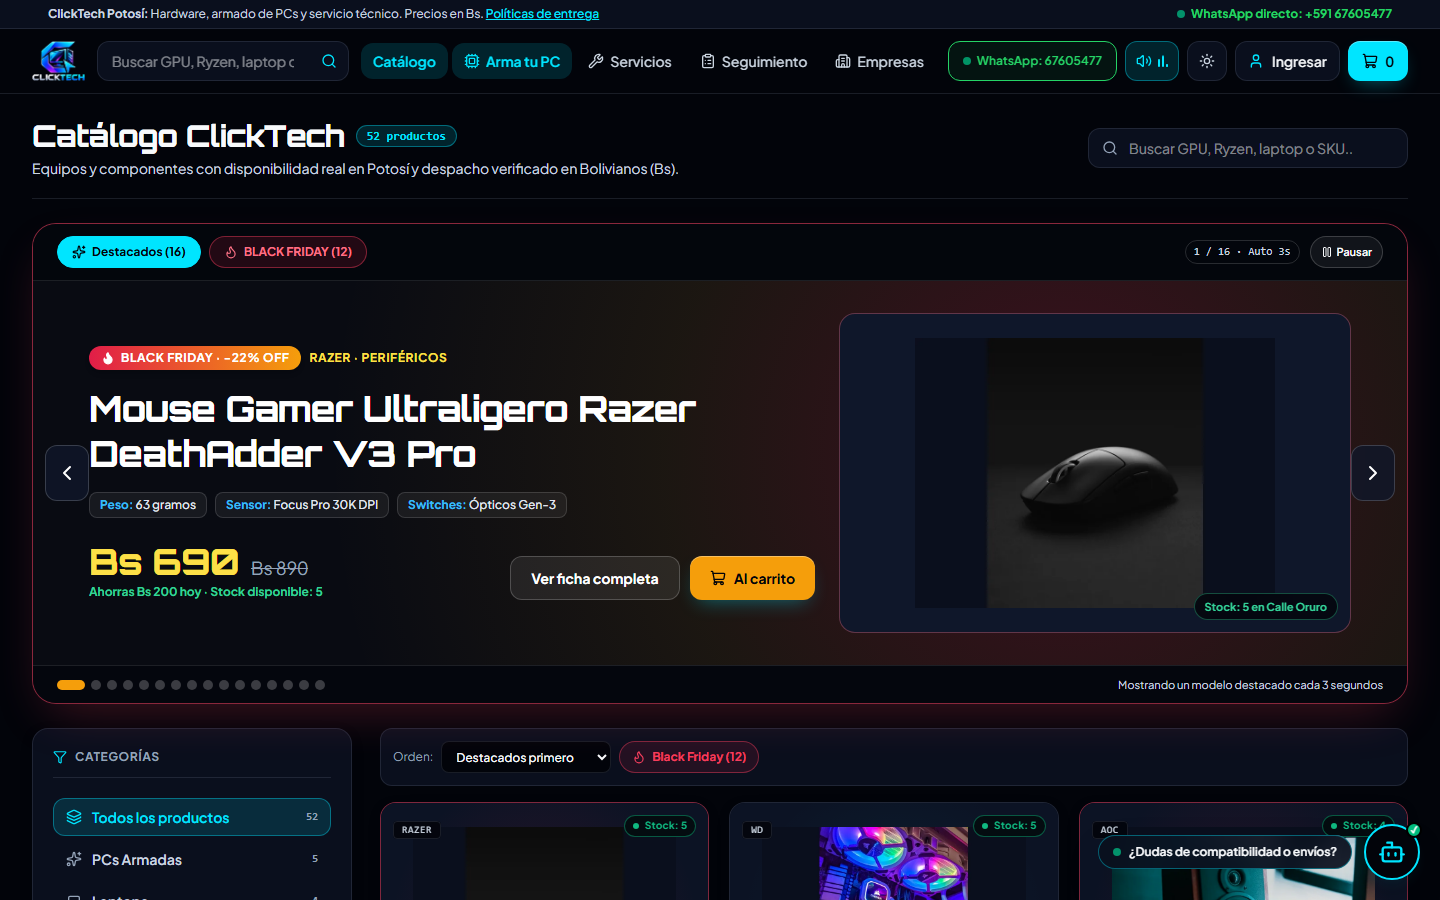 ClickTech Potosí: Hardware, armado de PCs y servicio técnico. Precios en Bs. Políticas de entrega
WhatsApp directo: +591 67605477
CLICKTECH
Buscar GPU, Ryzen, laptop c
Catálogo
Arma tu PC
Servicios
Seguimiento
Empresas
WhatsApp: 67605477
Ingresar
0
Catálogo ClickTech
52 productos
Equipos y componentes con disponibilidad real en Potosí y despacho verificado en Bolivianos (Bs).
Buscar GPU, Ryzen, laptop o SKU..
Destacados (16)
BLACK FRIDAY (12)
1 / 16 · Auto 3s
Pausar
BLACK FRIDAY · -22% OFF
RAZER · PERIFÉRICOS
Mouse Gamer Ultraligero Razer
DeathAdder V3 Pro
Peso: 63 gramos
Sensor: Focus Pro 30K DPI
Switches: Ópticos Gen-3
Bs 690
Bs 890
Ahorras Bs 200 hoy · Stock disponible: 5
Ver ficha completa
Al carrito
Stock: 5 en Calle Oruro
Mostrando un modelo destacado cada 3 segundos
CATEGORÍAS
Orden:
Destacados primero
Black Friday (12)
Todos los productos
52
PCs Armadas
5
RAZER
Stock: 5
WD
Stock: 5
AOC
Stock: 4
¿Dudas de compatibilidad o envíos?